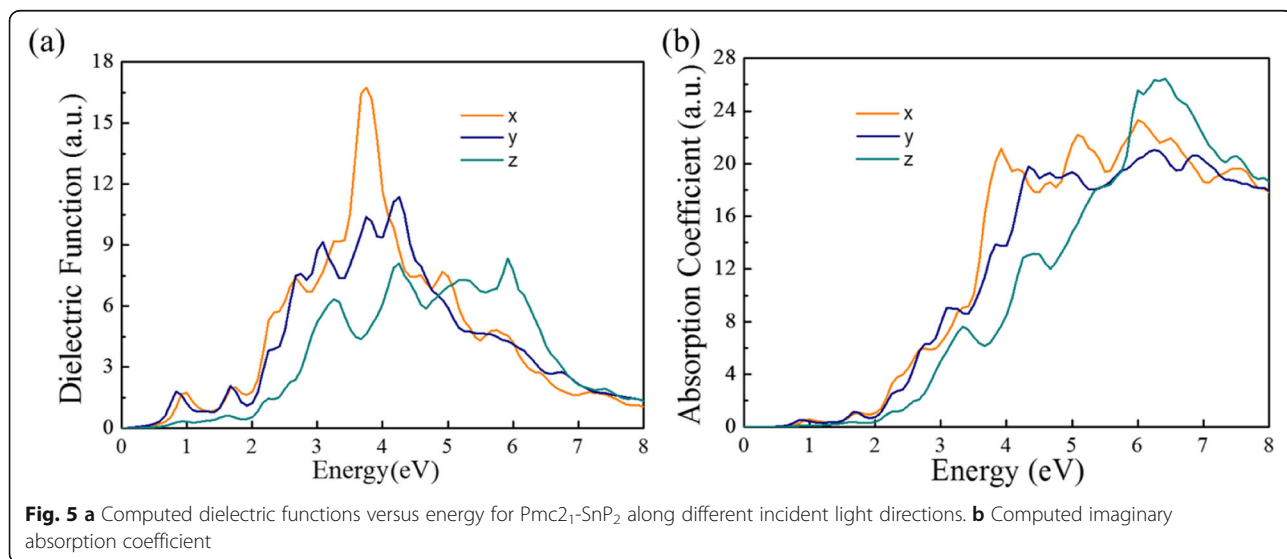 (a)
18
15
12
9
6
3
0
Dielectric Function (a.u.)
x
y
z
0 1 2 3 4 5 6 7 8
Energy(eV)
(b)
28
24
20
16
12
8
4
0
Absorption Coefficient (a.u.)
x
y
z
0 1 2 3 4 5 6 7 8
Energy (eV)
Fig. 5 a Computed dielectric functions versus energy for Pmc2₁-SnP₂ along different incident light directions. b Computed imaginary
absorption coefficient